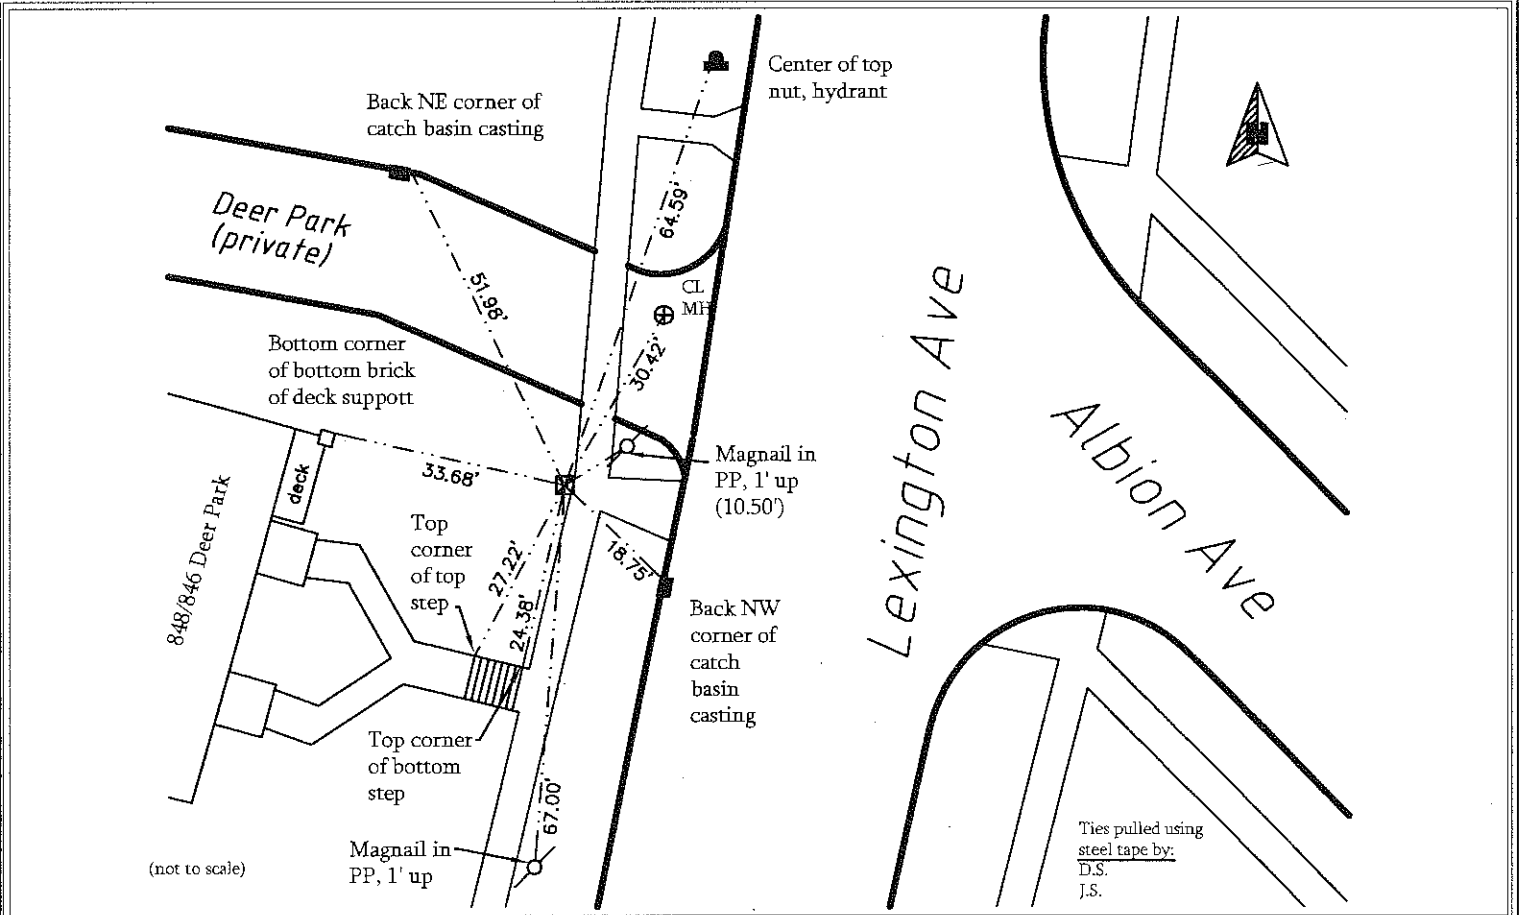 Center of top
nut, hydrant
Back NE corner of
catch basin casting
Deer Park
(private)
64.59'
51.98'
CL
MH
30.42'
Bottom corner
of bottom brick
of deck suppott
Lexington Ave
Albion Ave
33.68'
deck
848/846 Deer Park
Magnail in
PP, 1' up
(10.50')
Top
corner
of top
step
27.22'
24.38'
18.75'
Back NW
corner of
catch
basin
casting
Top corner
of bottom
step
67.00'
Magnail in
PP, 1' up
(not to scale)
Ties pulled using
steel tape by:
D.S.
J.S.